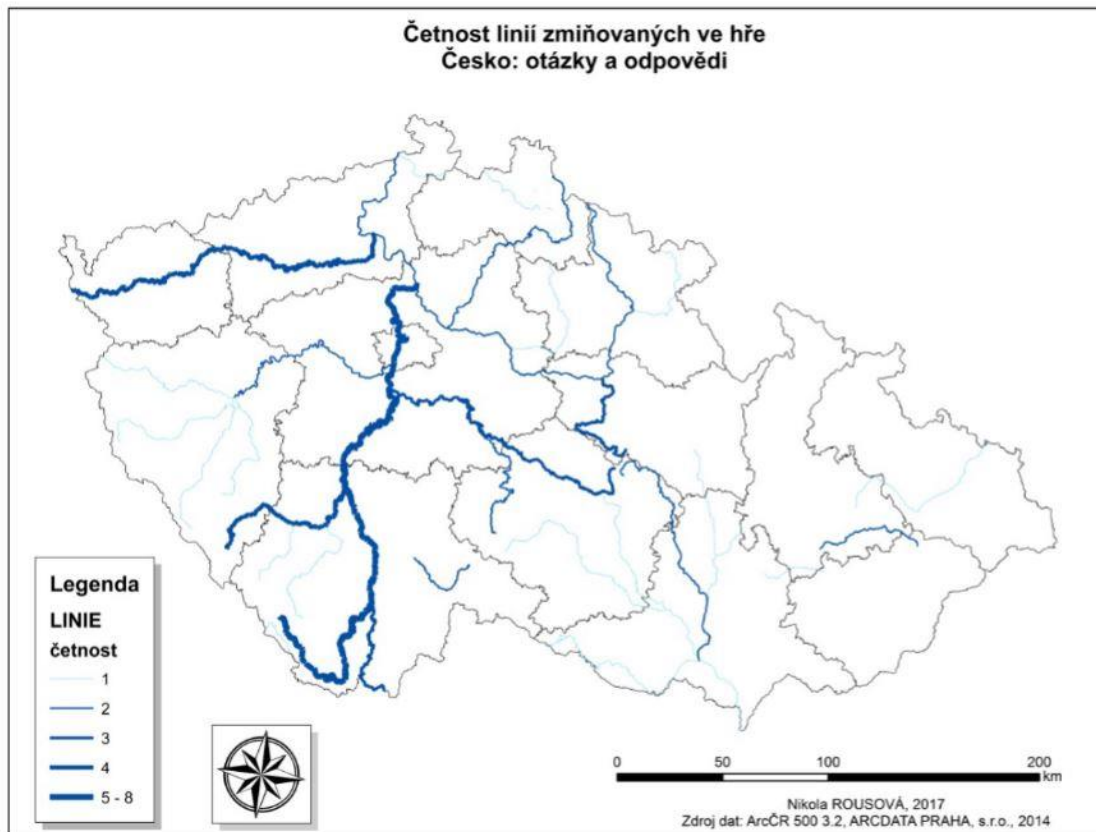 Četnost linií zmiňovaných ve hře
Česko: otázky a odpovědi
Legenda
LINIE
četnost
1
2
3
4
5 - 8
0 50 100 200
km
Nikola ROUSOVÁ, 2017
Zdroj dat: ArcČR 500 3.2, ARCDATA PRAHA, s.r.o., 2014